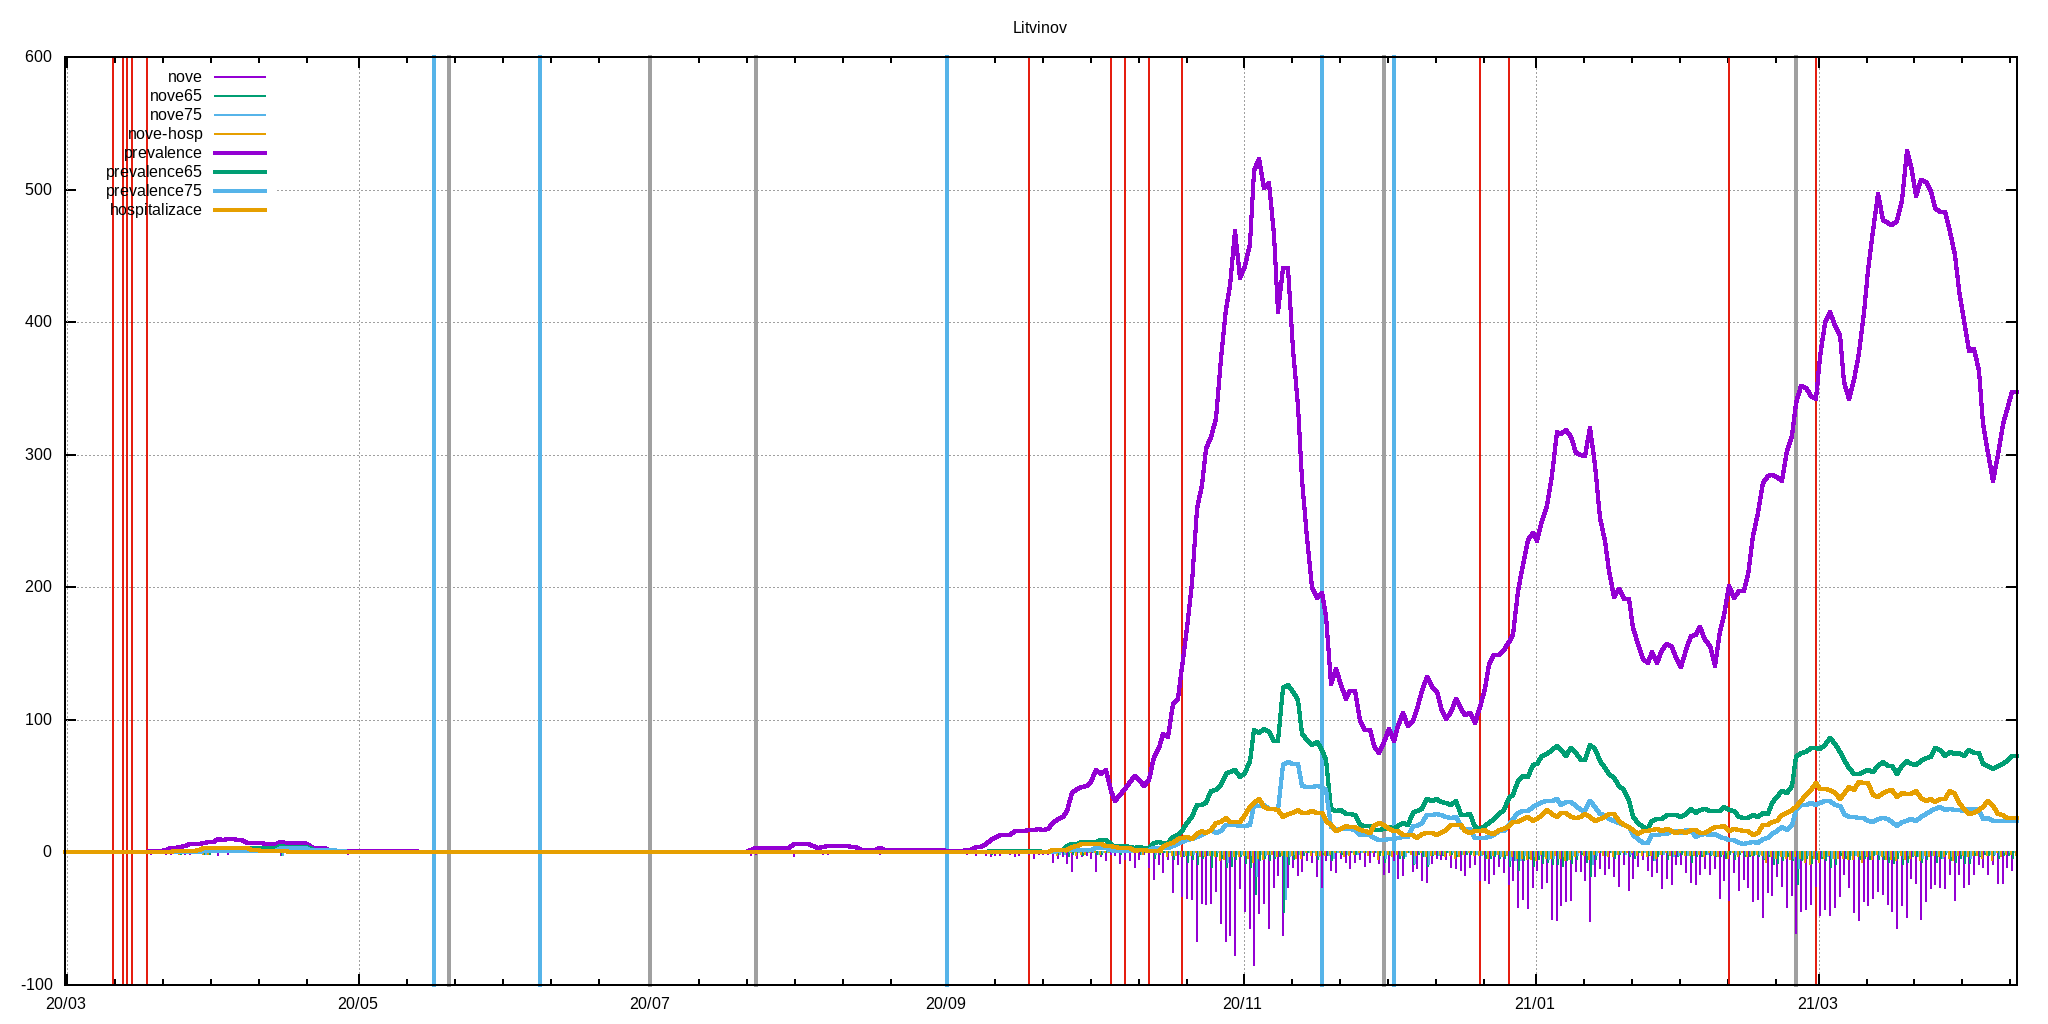 Litvinov
600
nove
nove65
nove75
nove-hosp
prevalence
prevalence65
prevalence75
hospitalizace
500
400
300
200
100
0
-100
20/03 20/05 20/07 20/09 20/11 21/01 21/03